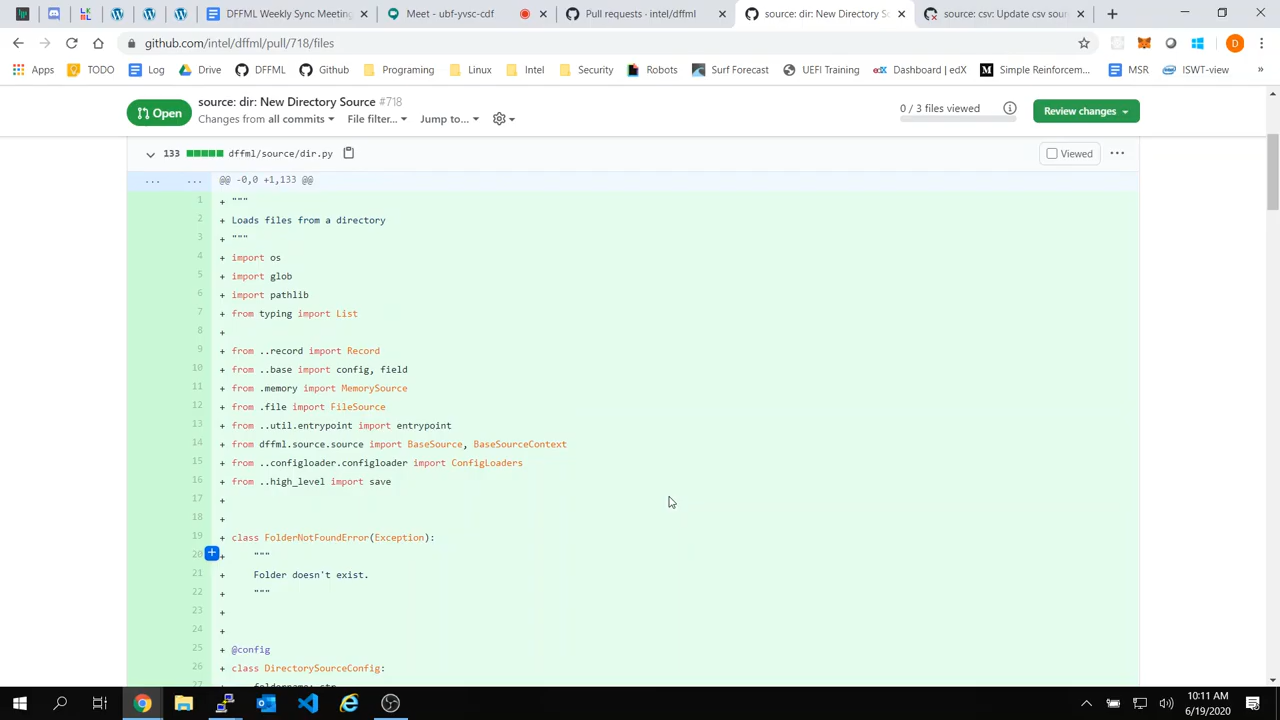 DFFML Weekly Sync Meeting
Meet - ubf-yvsc-cdf
Pull requests · intel/dffml
source: dir: New Directory So
source: csv: Update csv sour
github.com/intel/dffml/pull/718/files
D
Apps
TODO
Log
Drive
DFFML
Github
Programming
Linux
Intel
Security
Robots
Surf Forecast
UEFI Training
Dashboard | edX
Simple Reinforcem...
MSR
ISWT-view
»
Open
source: dir: New Directory Source #718
Changes from all commits
File filter...
Jump to...
0 / 3 files viewed
Review changes
133 dffml/source/dir.py
Viewed
... ... @@ -0,0 +1,133 @@
1 + """
2 + Loads files from a directory
3 + """
4 + import os
5 + import glob
6 + import pathlib
7 + from typing import List
8 +
9 + from ..record import Record
10 + from ..base import config, field
11 + from .memory import MemorySource
12 + from .file import FileSource
13 + from ..util.entrypoint import entrypoint
14 + from dffml.source.source import BaseSource, BaseSourceContext
15 + from ..configloader.configloader import ConfigLoaders
16 + from ..high_level import save
17 +
18 +
19 + class FolderNotFoundError(Exception):
20 + """
21 + Folder doesn't exist.
22 + """
23 +
24 +
25 + @config
26 + class DirectorySourceConfig:
27 foldername: str
10:11 AM
6/19/2020